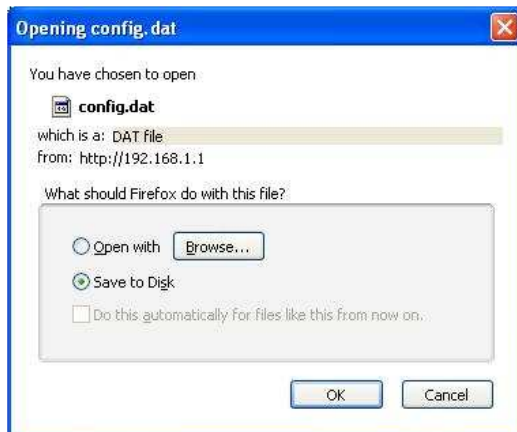 Opening config.dat
You have chosen to open
config.dat
which is a: DAT file
from: http://192.168.1.1
What should Firefox do with this file?
Open with Browse...
Save to Disk
Do this automatically for files like this from now on.
OK Cancel